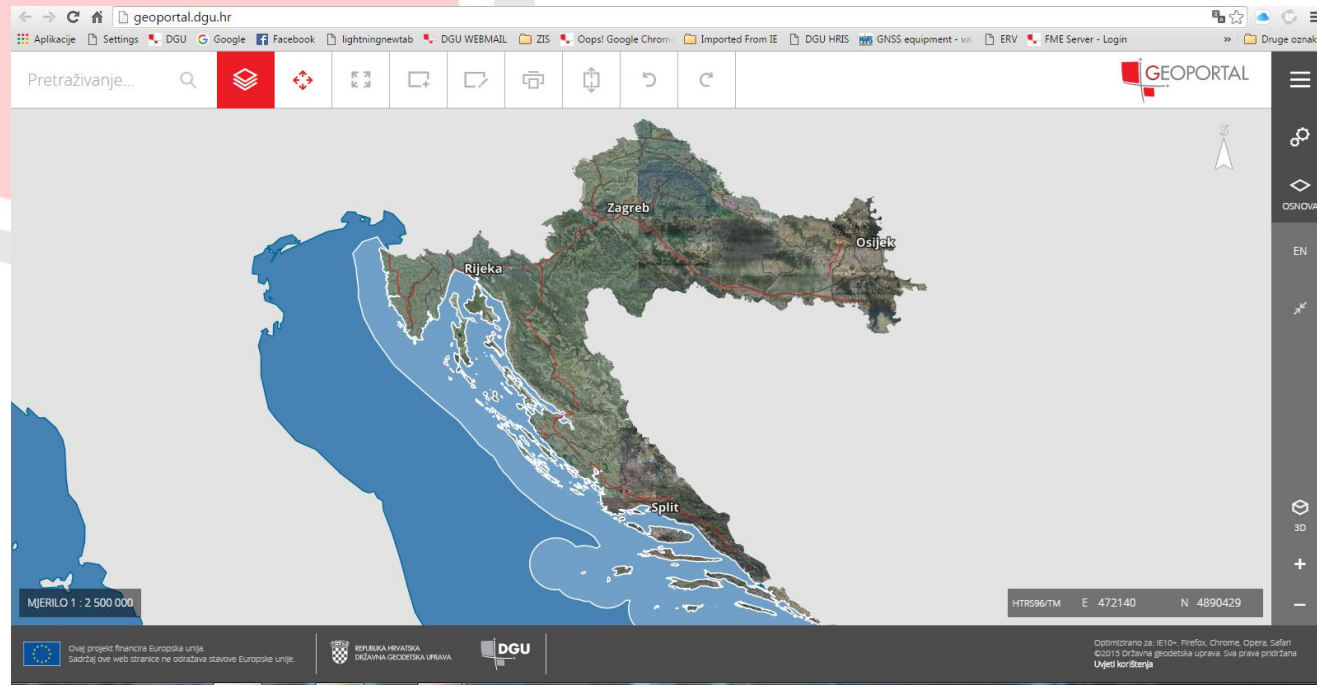 geoportal.dgu.hr
Aplikacije Settings DGU Google Facebook lightningnewtab DGU WEBMAIL ZIS Oops! Google Chrom Imported From IE DGU HRIS GNSS equipment - va ERV FME Server - Login » Druge oznak
Pretraživanje...
GEOPORTAL
S
OSNOVA
EN
Zagreb
Osijek
Rijeka
Split
3D
+
−
MJERILO 1 : 2 500 000
HTRS96/TM E 472140 N 4890429
Ovaj projekt financira Europska unija.
Sadržaj ove web stranice ne odražava stavove Europske unije.
REPUBLIKA HRVATSKA
DRŽAVNA GEODETSKA UPRAVA
DGU
Optimizirano za: IE10+, Firefox, Chrome, Opera, Safari
©2015 Državna geodetska uprava. Sva prava pridržana
Uvjeti korištenja